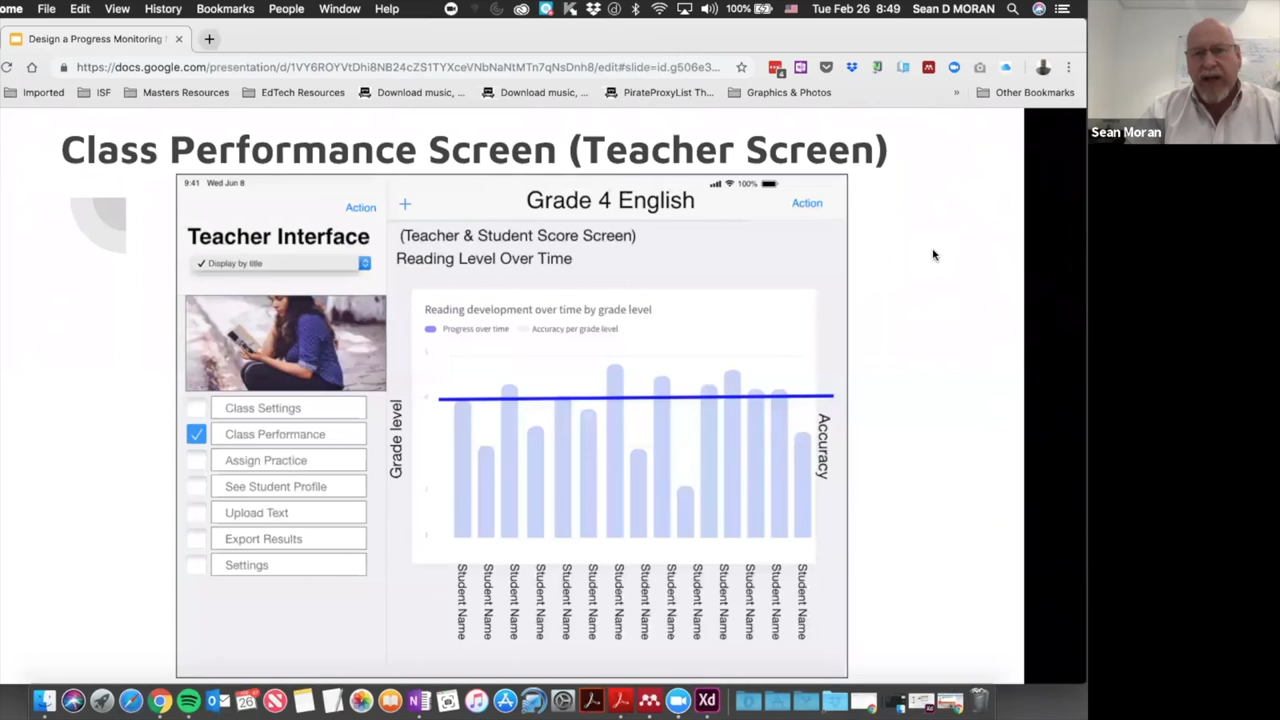 ome File Edit View History Bookmarks People Window Help 100% Tue Feb 26 8:49 Sean D MORAN
Design a Progress Monitoring
https://docs.google.com/presentation/d/1VY6ROYVtDhi8NB24cZS1TYXceVNbNaNtMTn7qNsDnh8/edit#slide=id.g506e3...
Imported ISF Masters Resources EdTech Resources Download music, ... Download music, ... PirateProxyList Th... Graphics & Photos » Other Bookmarks
Sean Moran
Class Performance Screen (Teacher Screen)
9:41 Wed Jun 8 100%
Action + Grade 4 English Action
Teacher Interface
✓ Display by title
(Teacher & Student Score Screen)
Reading Level Over Time
Class Settings
Class Performance
Assign Practice
See Student Profile
Upload Text
Export Results
Settings
Reading development over time by grade level
Progress over time Accuracy per grade level
Grade level
Accuracy
Student Name
Student Name
Student Name
Student Name
Student Name
Student Name
Student Name
Student Name
Student Name
Student Name
Student Name
Student Name
Student Name
Student Name
26
Xd